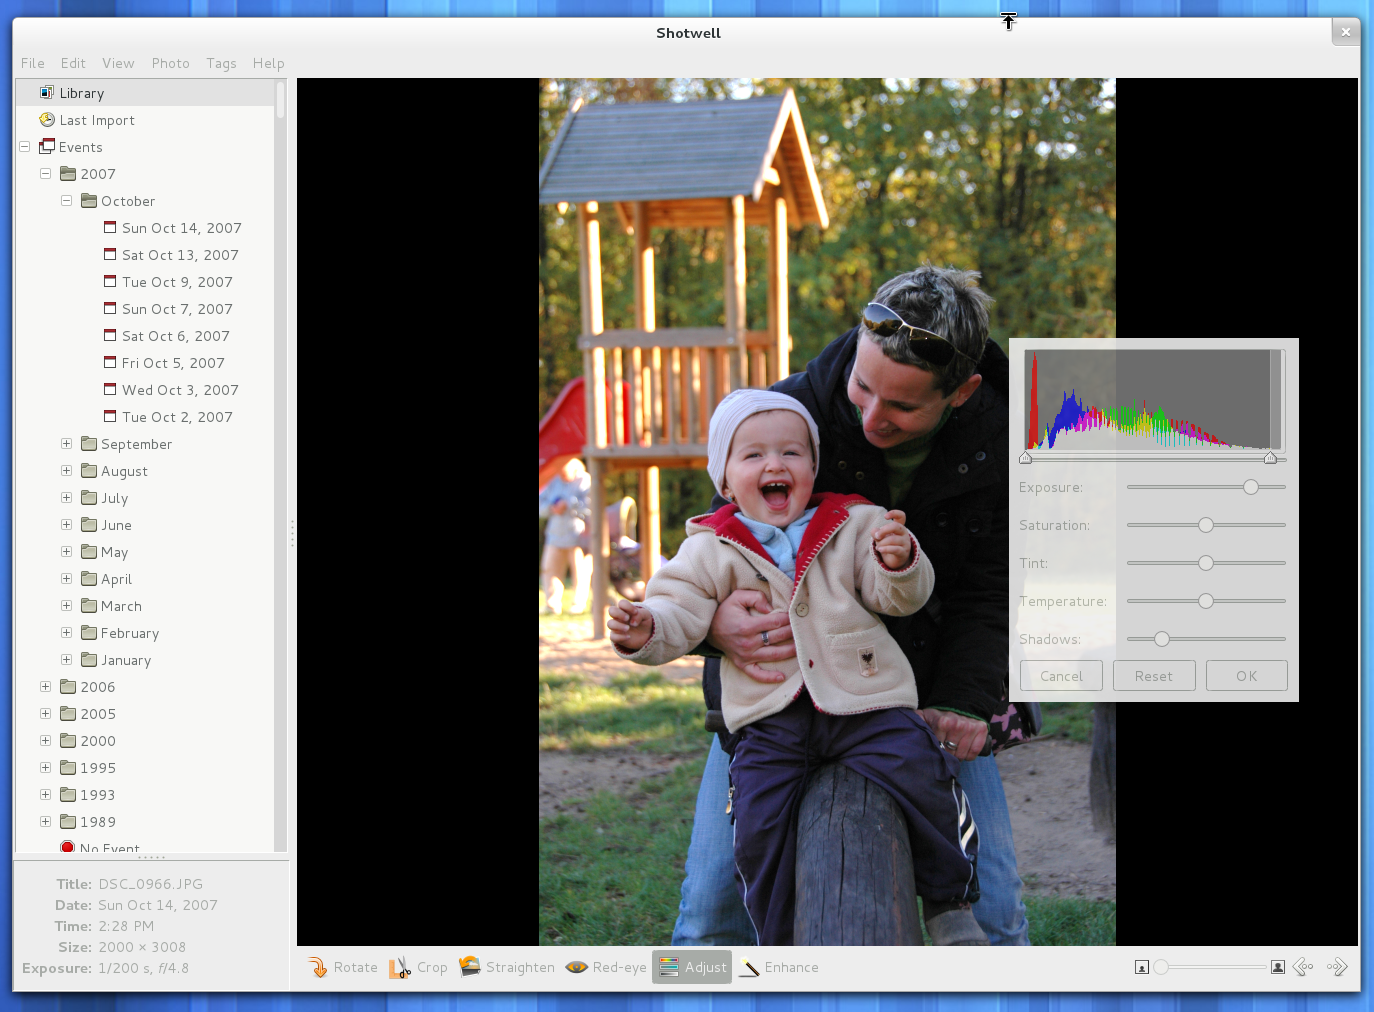 Shotwell
File Edit View Photo Tags Help
Library
Last Import
Events
2007
October
Sun Oct 14, 2007
Sat Oct 13, 2007
Tue Oct 9, 2007
Sun Oct 7, 2007
Sat Oct 6, 2007
Fri Oct 5, 2007
Wed Oct 3, 2007
Tue Oct 2, 2007
September
August
July
June
May
April
March
February
January
2006
2005
2000
1995
1993
1989
No Event
Title: DSC_0966.JPG
Date: Sun Oct 14, 2007
Time: 2:28 PM
Size: 2000 × 3008
Exposure: 1/200 s, f/4.8
Exposure:
Saturation:
Tint:
Temperature:
Shadows:
Cancel Reset OK
Rotate Crop Straighten Red-eye Adjust Enhance